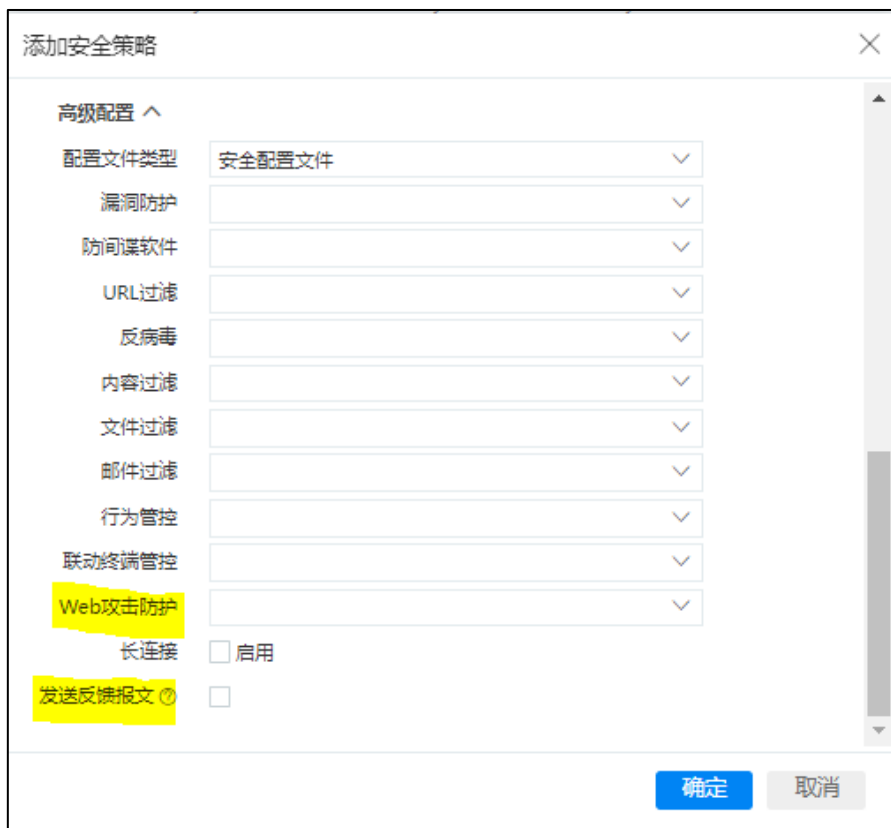 添加安全策略
高级配置
配置文件类型 安全配置文件
漏洞防护
防间谍软件
URL过滤
反病毒
内容过滤
文件过滤
邮件过滤
行为管控
联动终端管控
Web攻击防护
长连接 启用
发送反馈报文 ?
确定 取消